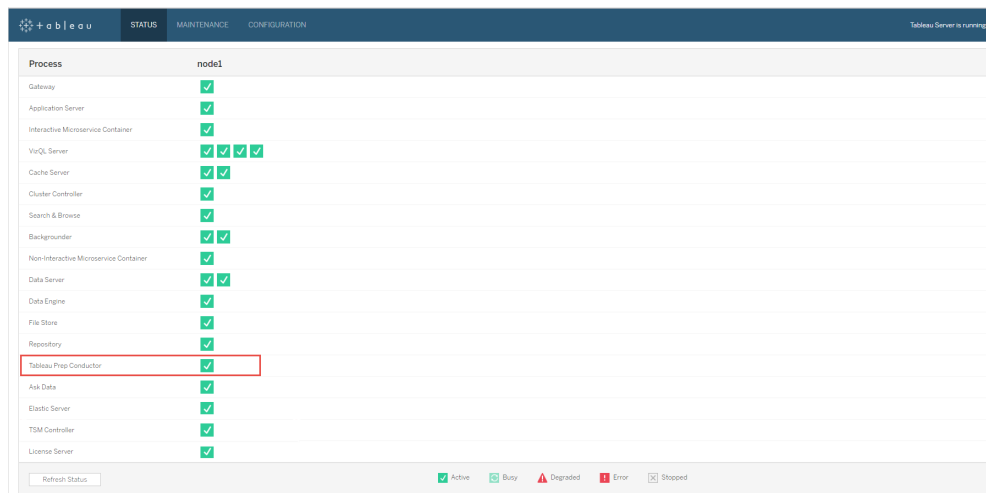 +ableau STATUS MAINTENANCE CONFIGURATION Tableau Server is running
Process node1
Gateway
Application Server
Interactive Microservice Container
VizQL Server
Cache Server
Cluster Controller
Search & Browse
Backgrounder
Non-Interactive Microservice Container
Data Server
Data Engine
File Store
Repository
Tableau Prep Conductor
Ask Data
Elastic Server
TSM Controller
License Server
Refresh Status Active Busy Degraded Error Stopped